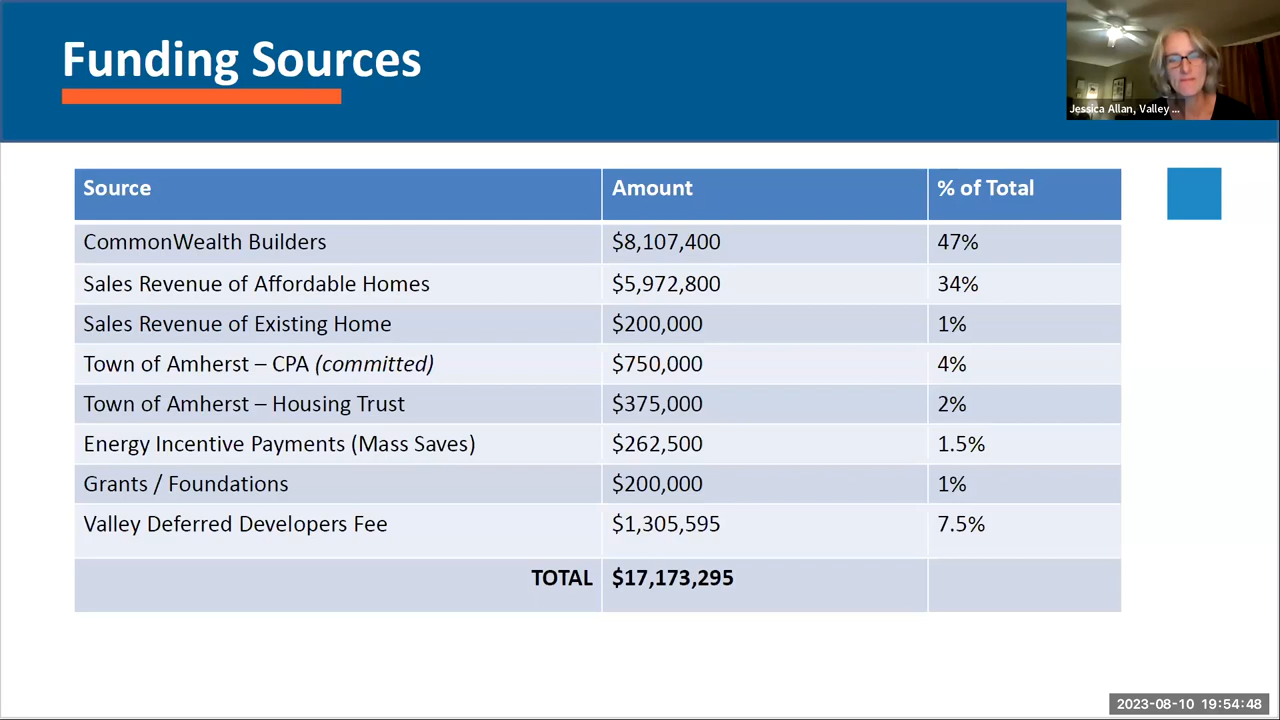 Funding Sources
Jessica Allan, Valley ...
Source Amount % of Total
CommonWealth Builders $8,107,400 47%
Sales Revenue of Affordable Homes $5,972,800 34%
Sales Revenue of Existing Home $200,000 1%
Town of Amherst – CPA (committed) $750,000 4%
Town of Amherst – Housing Trust $375,000 2%
Energy Incentive Payments (Mass Saves) $262,500 1.5%
Grants / Foundations $200,000 1%
Valley Deferred Developers Fee $1,305,595 7.5%
TOTAL $17,173,295
2023-08-10 19:54:48